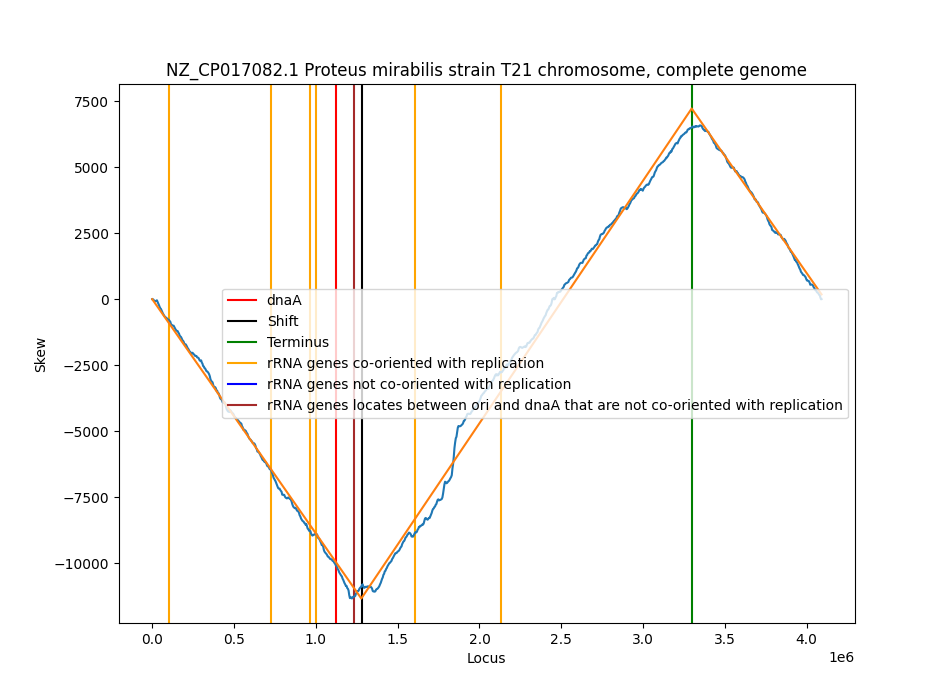 NZ_CP017082.1 Proteus mirabilis strain T21 chromosome, complete genome
7500
5000
2500
0
−2500
−5000
−7500
−10000
Skew
dnaA
Shift
Terminus
rRNA genes co-oriented with replication
rRNA genes not co-oriented with replication
rRNA genes locates between ori and dnaA that are not co-oriented with replication
0.0 0.5 1.0 1.5 2.0 2.5 3.0 3.5 4.0
Locus
1e6